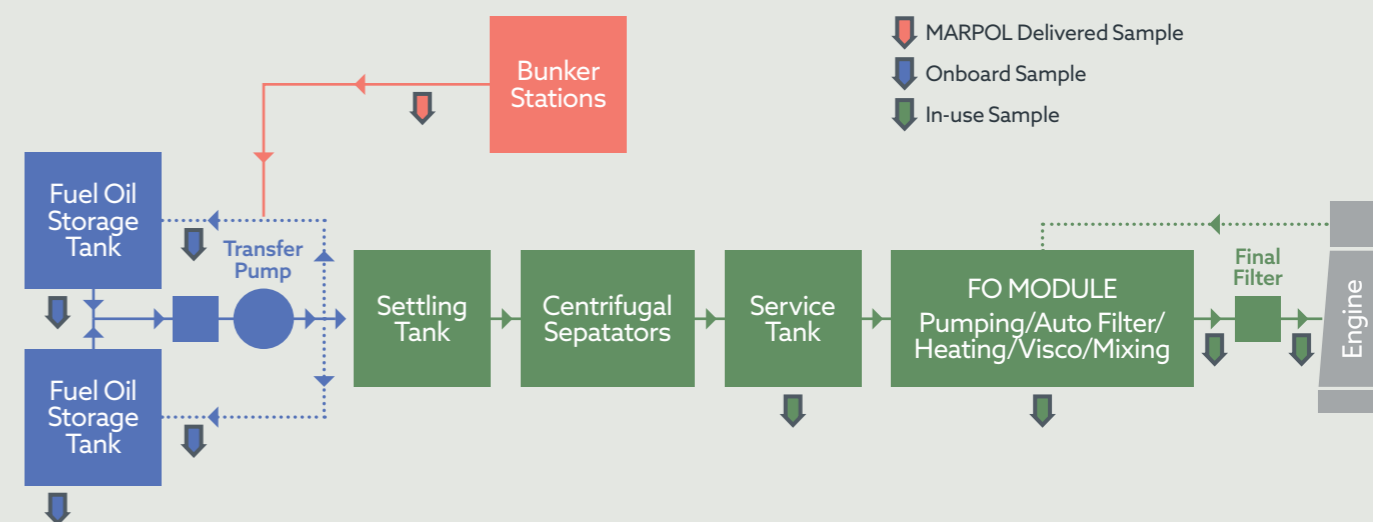 Bunker
Stations
MARPOL Delivered Sample
Onboard Sample
In-use Sample
Fuel Oil
Storage
Tank
Transfer
Pump
Fuel Oil
Storage
Tank
Settling
Tank
Centrifugal
Sepatators
Service
Tank
FO MODULE
Pumping/Auto Filter/
Heating/Visco/Mixing
Final
Filter
Engine